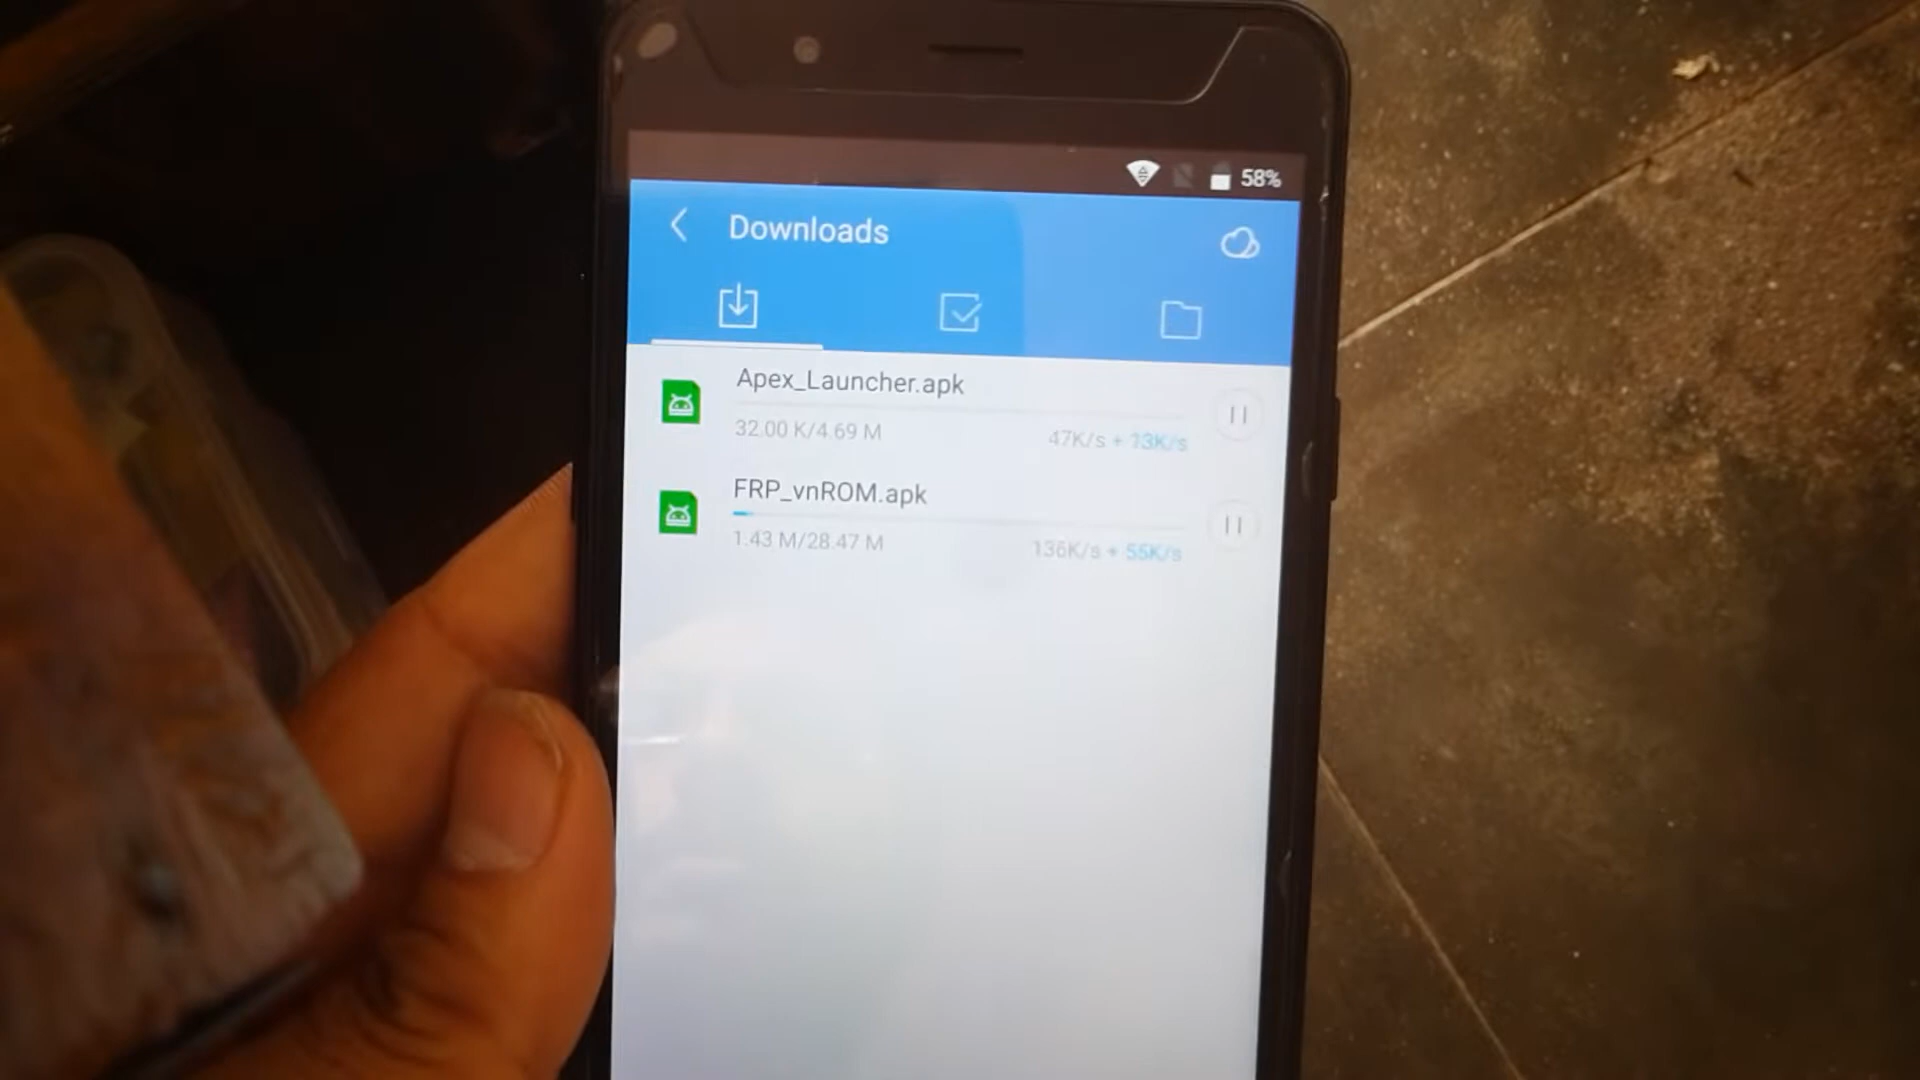 58%
Downloads
Apex_Launcher.apk
32.00 K/4.69 M
47K/s + 13K/s
FRP_vnROM.apk
1.43 M/28.47 M
136K/s + 55K/s